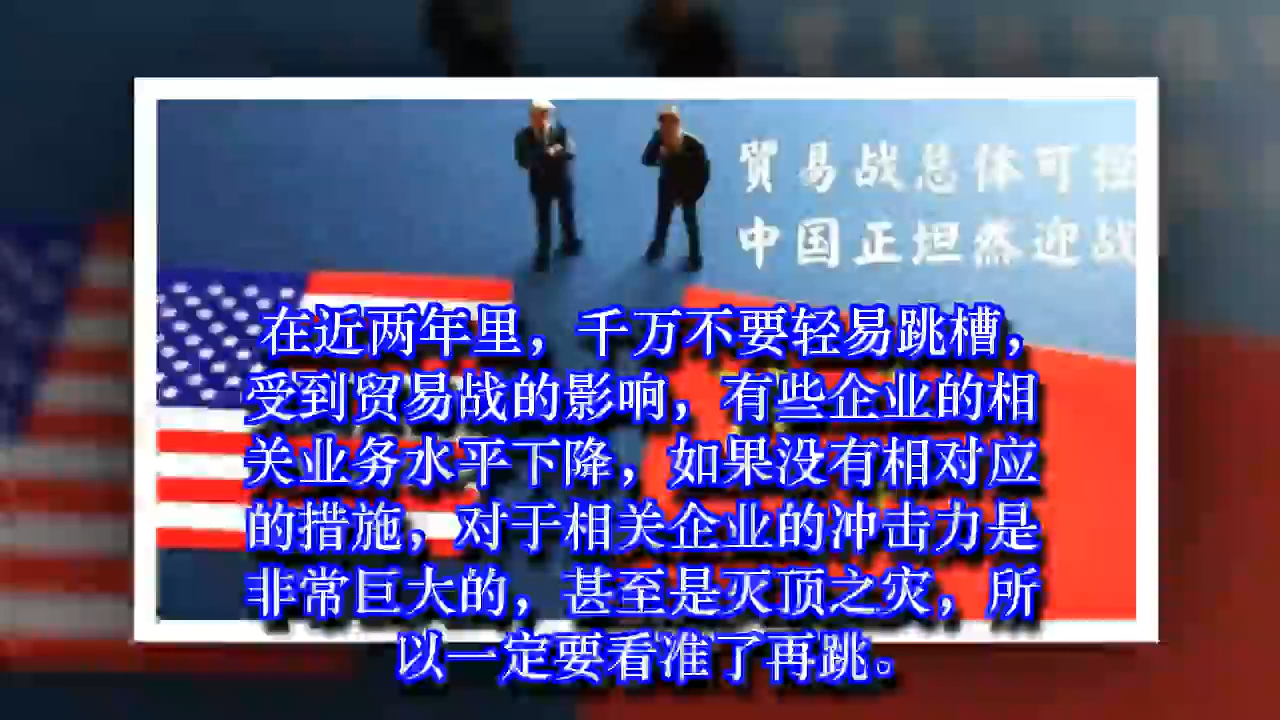 貿易战总体可控
中国正坦然迎战
在近两年里，千万不要轻易跳槽，
受到贸易战的影响，有些企业的相
关业务水平下降，如果没有相对应
的措施，对于相关企业的冲击力是
非常巨大的，甚至是灭顶之灾，所
以一定要看准了再跳。